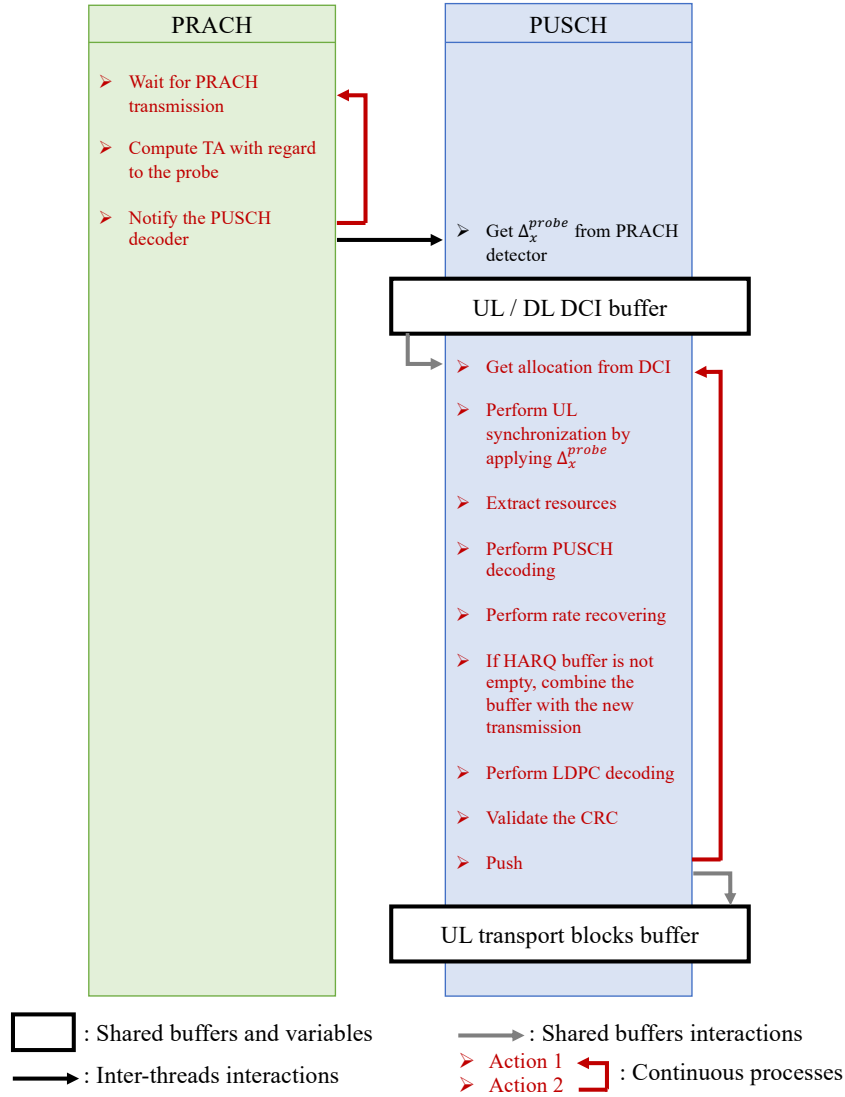 PRACH
➢ Wait for PRACH
transmission
➢ Compute TA with regard
to the probe
➢ Notify the PUSCH
decoder
PUSCH
➢ Get Δ_x^{probe} from PRACH
detector
UL / DL DCI buffer
➢ Get allocation from DCI
➢ Perform UL
synchronization by
applying Δ_x^{probe}
➢ Extract resources
➢ Perform PUSCH
decoding
➢ Perform rate recovering
➢ If HARQ buffer is not
empty, combine the
buffer with the new
transmission
➢ Perform LDPC decoding
➢ Validate the CRC
➢ Push
UL transport blocks buffer
: Shared buffers and variables
: Inter-threads interactions
: Shared buffers interactions
➢ Action 1
➢ Action 2
: Continuous processes